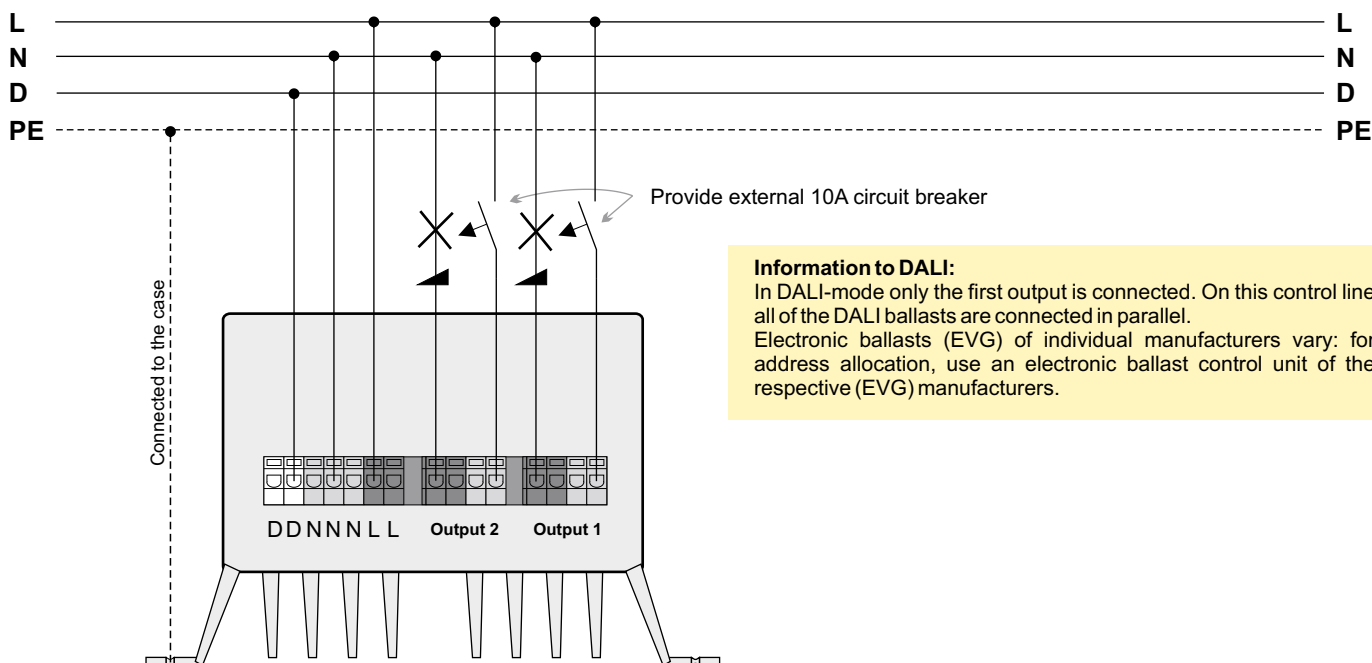 L L
N N
D D
PE PE
Provide external 10A circuit breaker
Information to DALI:
In DALI-mode only the first output is connected. On this control line
all of the DALI ballasts are connected in parallel.
Electronic ballasts (EVG) of individual manufacturers vary: for
address allocation, use an electronic ballast control unit of the
respective (EVG) manufacturers.
Connected to the case
D D N N N L L Output 2 Output 1